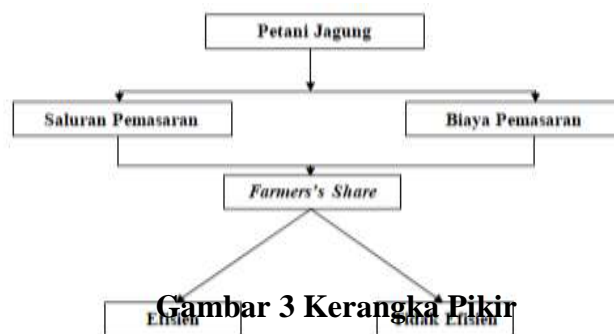 Petani Jagung
Saluran Pemasaran
Biaya Pemasaran
Farmers's Share
Gambar 3 Kerangka Pikir
Efisien
Tidak Efisien